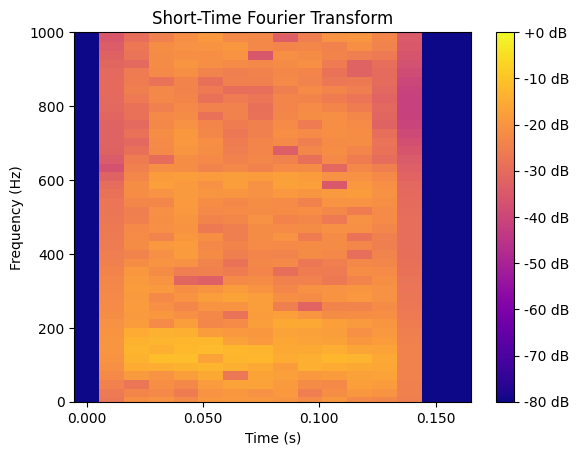 Short-Time Fourier Transform
1000
800
600
400
200
0
Frequency (Hz)
0.000
0.050
0.100
0.150
Time (s)
+0 dB
-10 dB
-20 dB
-30 dB
-40 dB
-50 dB
-60 dB
-70 dB
-80 dB